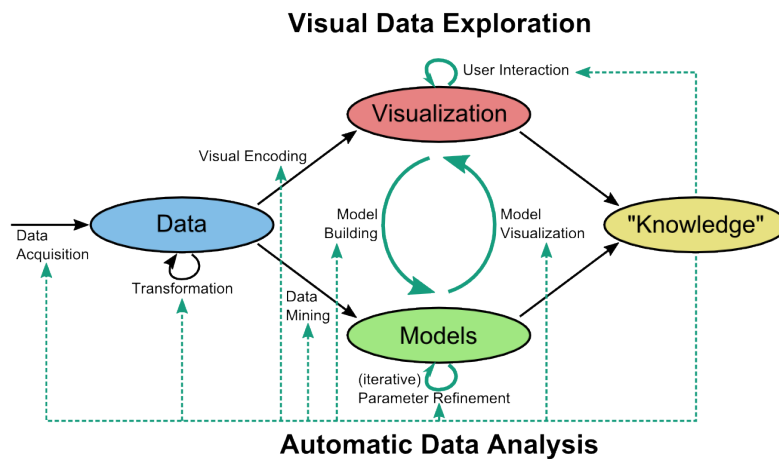 Visual Data Exploration
User Interaction
Visualization
Visual Encoding
Data
"Knowledge"
Model
Building
Model
Visualization
Data
Acquisition
Transformation
Data
Mining
Models
(iterative)
Parameter Refinement
Automatic Data Analysis